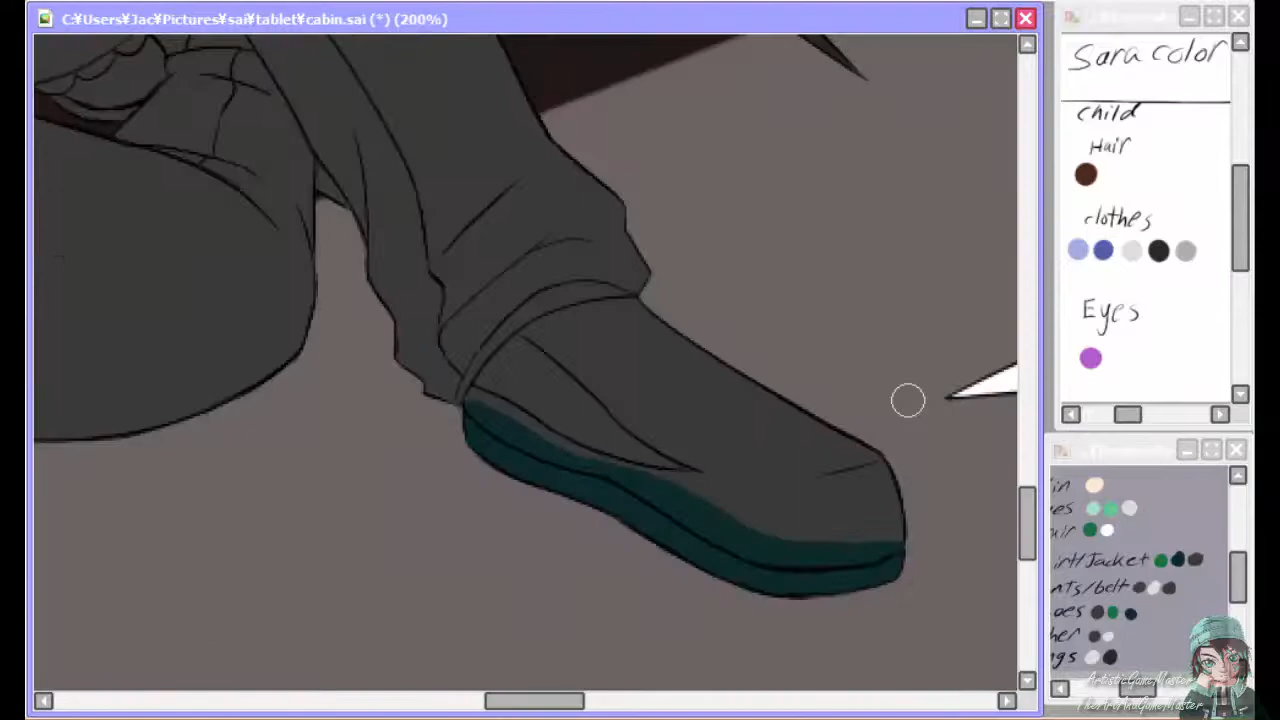 C:¥Users¥Jac¥Pictures¥sai¥tablet¥cabin.sai (*) (200%)
Sara color
child
Hair
clothes
Eyes
in
es
air
irt/Jacket
nts/belt
oes
her
gs
ArtisticGameMaster